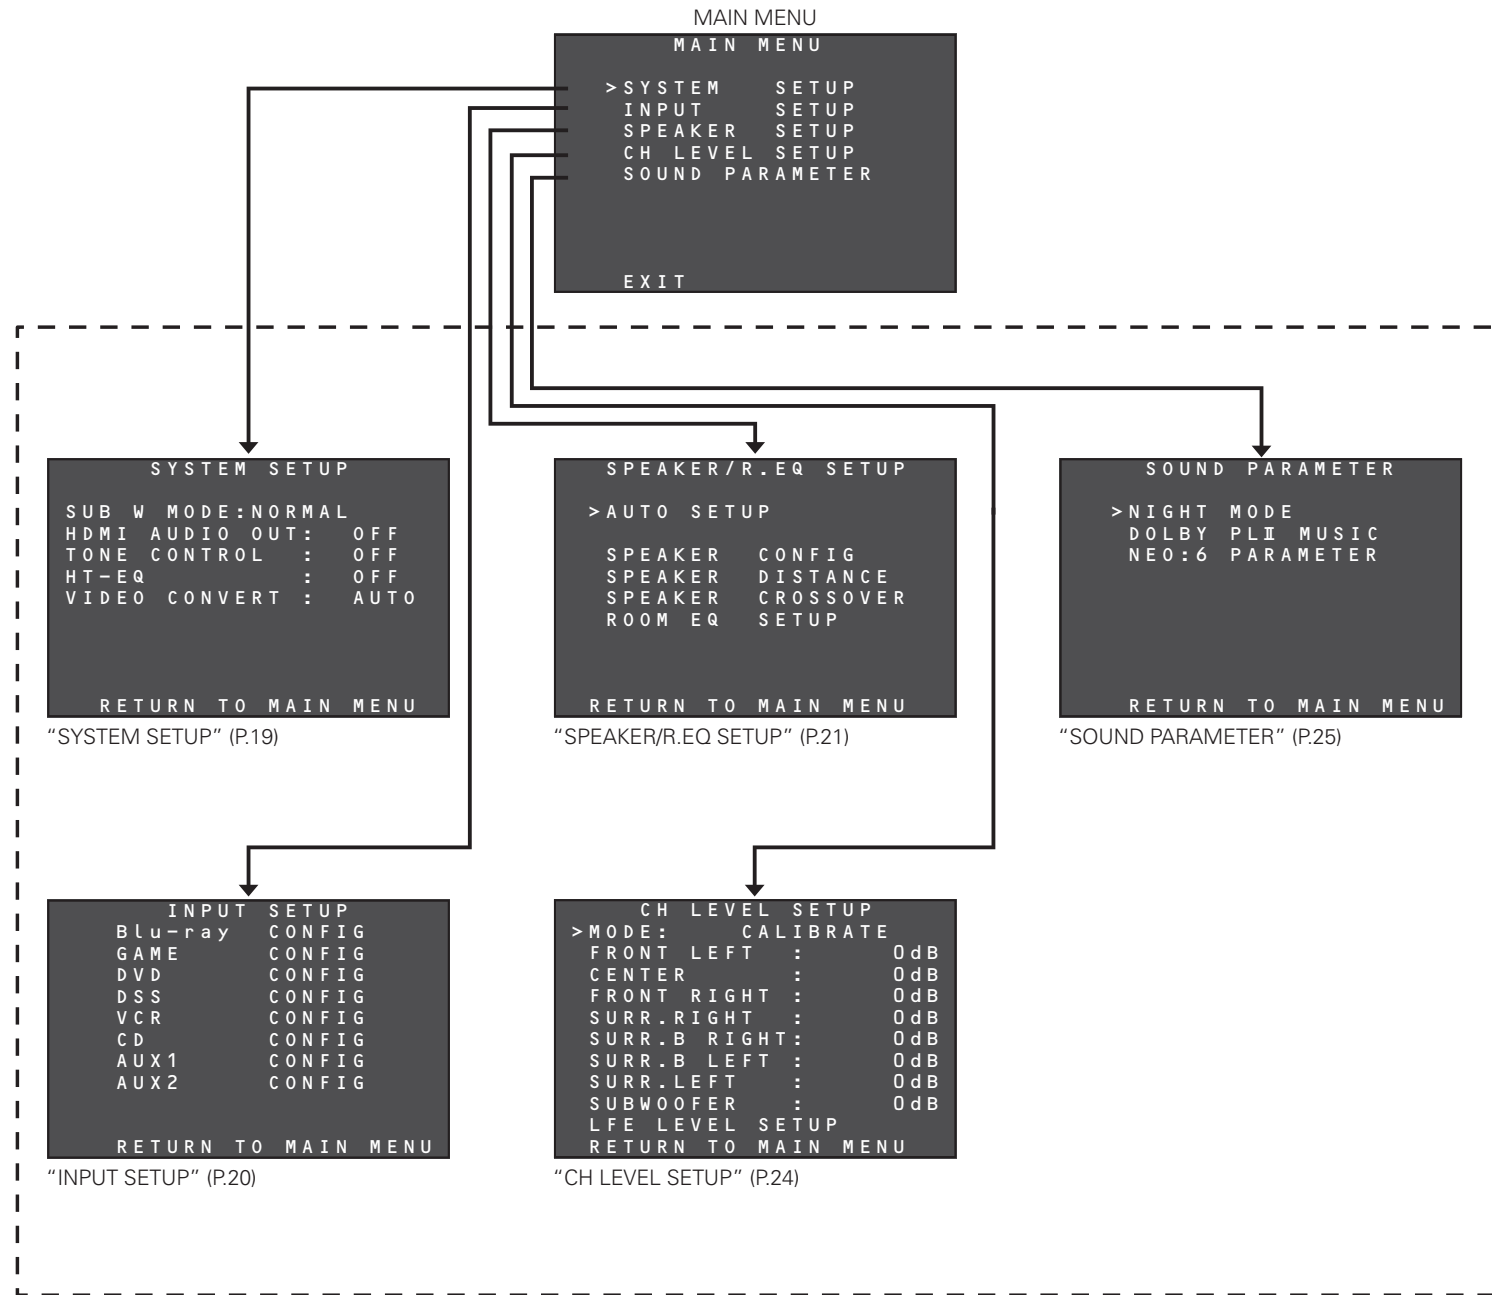 MAIN MENU
MAIN MENU
>SYSTEM SETUP
INPUT SETUP
SPEAKER SETUP
CH LEVEL SETUP
SOUND PARAMETER
EXIT
SYSTEM SETUP
SUB W MODE:NORMAL
HDMI AUDIO OUT: OFF
TONE CONTROL : OFF
HT-EQ : OFF
VIDEO CONVERT : AUTO
RETURN TO MAIN MENU
"SYSTEM SETUP" (P.19)
SPEAKER/R.EQ SETUP
>AUTO SETUP
SPEAKER CONFIG
SPEAKER DISTANCE
SPEAKER CROSSOVER
ROOM EQ SETUP
RETURN TO MAIN MENU
"SPEAKER/R.EQ SETUP" (P.21)
SOUND PARAMETER
>NIGHT MODE
DOLBY PLⅡ MUSIC
NEO:6 PARAMETER
RETURN TO MAIN MENU
"SOUND PARAMETER" (P.25)
INPUT SETUP
Blu-ray CONFIG
GAME CONFIG
DVD CONFIG
DSS CONFIG
VCR CONFIG
CD CONFIG
AUX1 CONFIG
AUX2 CONFIG
RETURN TO MAIN MENU
"INPUT SETUP" (P.20)
CH LEVEL SETUP
>MODE: CALIBRATE
FRONT LEFT : 0dB
CENTER : 0dB
FRONT RIGHT : 0dB
SURR.RIGHT : 0dB
SURR.B RIGHT: 0dB
SURR.B LEFT : 0dB
SURR.LEFT : 0dB
SUBWOOFER : 0dB
LFE LEVEL SETUP
RETURN TO MAIN MENU
"CH LEVEL SETUP" (P.24)